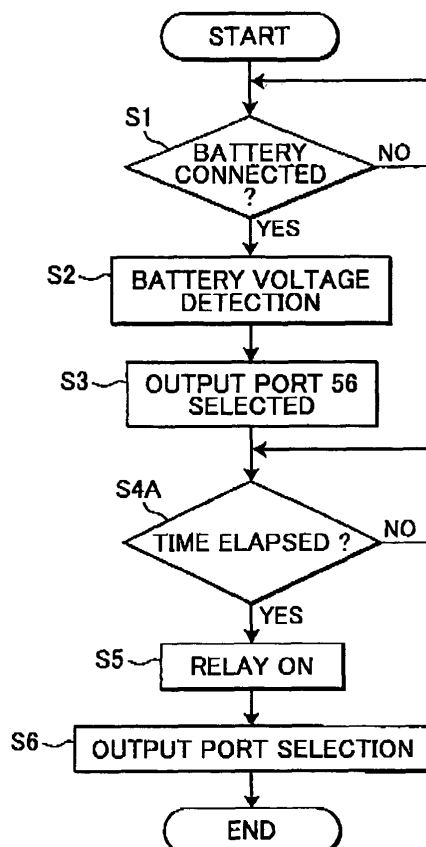 START
S1
BATTERY
CONNECTED
?
NO
YES
S2
BATTERY VOLTAGE
DETECTION
S3
OUTPUT PORT 56
SELECTED
S4A
TIME ELAPSED ?
NO
YES
S5
RELAY ON
S6
OUTPUT PORT SELECTION
END